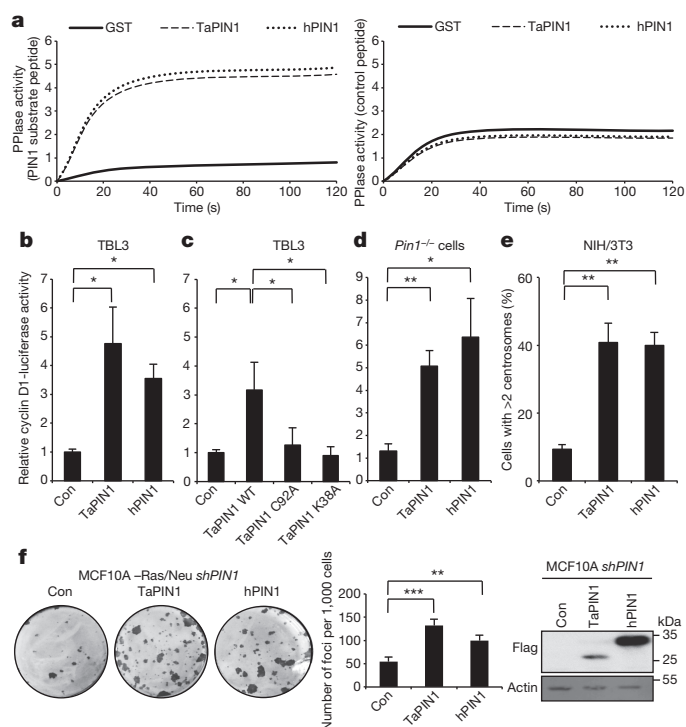 a
GST TaPIN1 hPIN1
PPIase activity
(PIN1 substrate peptide)
6
5
4
3
2
1
0
0 20 40 60 80 100 120
Time (s)
GST TaPIN1 hPIN1
PPIase activity (control peptide)
6
5
4
3
2
1
0
0 20 40 60 80 100 120
Time (s)
b
TBL3
Relative cyclin D1-luciferase activity
7
6
5
4
3
2
1
0
*
*
Con
TaPIN1
hPIN1
c
TBL3
7
6
5
4
3
2
1
0
*
*
*
Con
TaPIN1 WT
TaPIN1 C92A
TaPIN1 K38A
d
Pin1–/– cells
9
8
7
6
5
4
3
2
1
0
*
**
Con
TaPIN1
hPIN1
e
NIH/3T3
Cells with >2 centrosomes (%)
60
40
20
0
**
**
Con
TaPIN1
hPIN1
f
MCF10A –Ras/Neu shPIN1
Con TaPIN1 hPIN1
Number of foci per 1,000 cells
200
150
100
50
0
**
***
Con
TaPIN1
hPIN1
MCF10A shPIN1
Con
TaPIN1
hPIN1
kDa
Flag
35
25
55
Actin